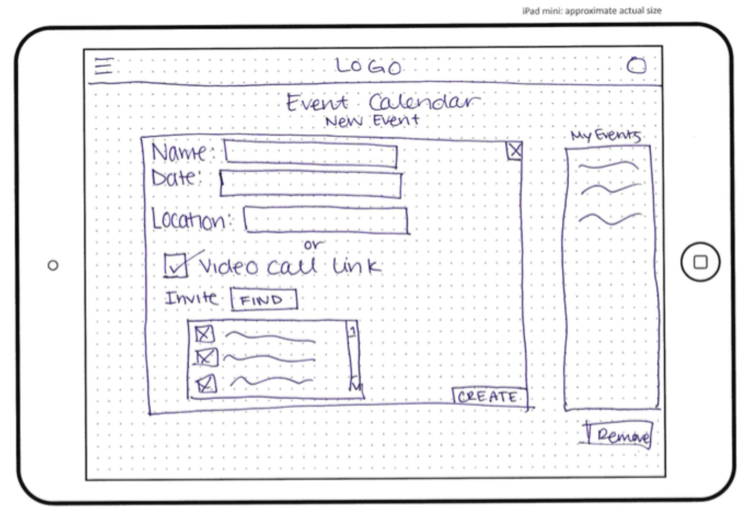 iPad mini: approximate actual size
LOGO
Event Calendar
New Event
My Events
Name:
Date:
Location:
or
Video call link
Invite FIND
CREATE
Remove